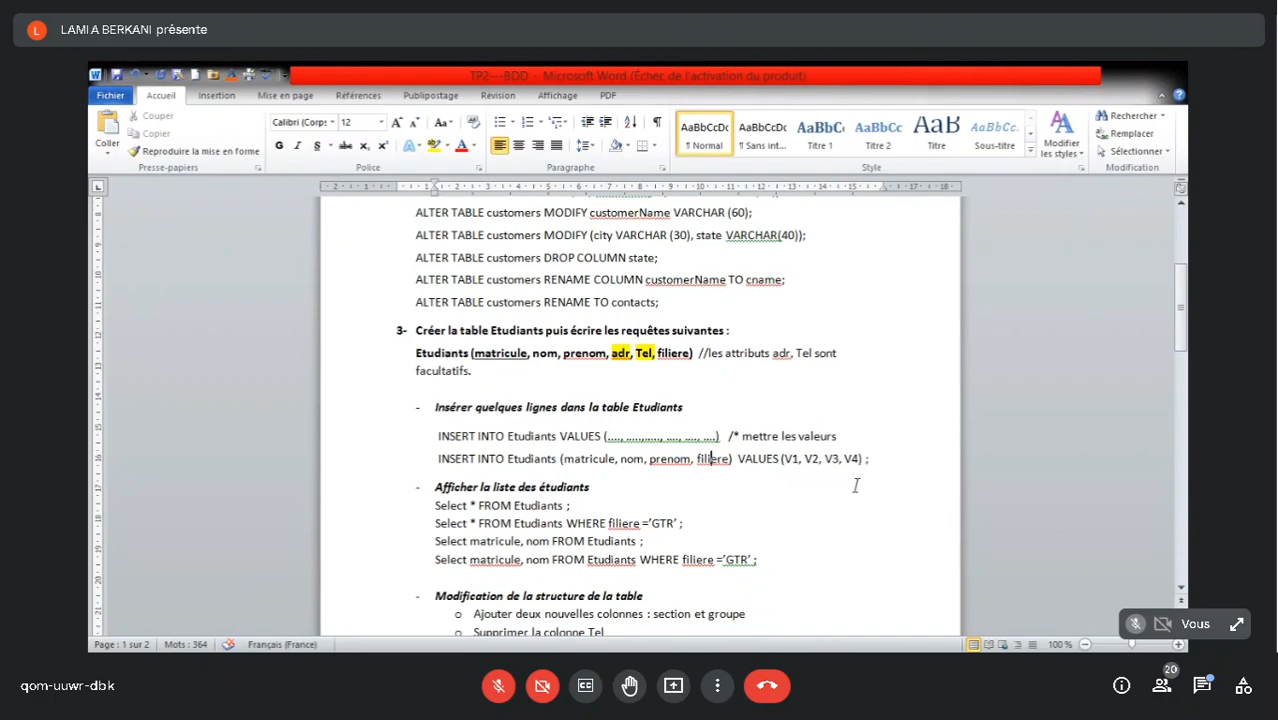 L LAMIA BERKANI présente
TP2---BDD - Microsoft Word (Échec de l'activation du produit)
Fichier Accueil Insertion Mise en page Références Publipostage Révision Affichage PDF
Coller
Couper
Copier
Reproduire la mise en forme
Presse-papiers
Calibri (Corps 12
G I S abc x₂ x²
Police
Paragraphe
AaBbCcDc AaBbCcDc AaBbC AaBbCc AaB AaBbCc.
¶ Normal ¶ Sans int... Titre 1 Titre 2 Titre Sous-titre
Style
Modifier les styles
Rechercher
Remplacer
Sélectionner
Modification
ALTER TABLE customers MODIFY customerName VARCHAR (60);
ALTER TABLE customers MODIFY (city VARCHAR (30), state VARCHAR(40));
ALTER TABLE customers DROP COLUMN state;
ALTER TABLE customers RENAME COLUMN customerName TO cname;
ALTER TABLE customers RENAME TO contacts;
3- Créer la table Etudiants puis écrire les requêtes suivantes :
Etudiants (matricule, nom, prenom, adr, Tel, filiere) //les attributs adr, Tel sont
facultatifs.
- Insérer quelques lignes dans la table Etudiants
INSERT INTO Etudiants VALUES (...., ....,....., ...., ...., ....) /* mettre les valeurs
INSERT INTO Etudiants (matricule, nom, prenom, filiere) VALUES (V1, V2, V3, V4) ;
- Afficher la liste des étudiants
Select * FROM Etudiants ;
Select * FROM Etudiants WHERE filiere ='GTR' ;
Select matricule, nom FROM Etudiants ;
Select matricule, nom FROM Etudiants WHERE filiere ='GTR' ;
- Modification de la structure de la table
o Ajouter deux nouvelles colonnes : section et groupe
o Supprimer la colonne Tel
Vous
Page : 1 sur 2 Mots : 364 Français (France) 100 %
qom-uuwr-dbk
20